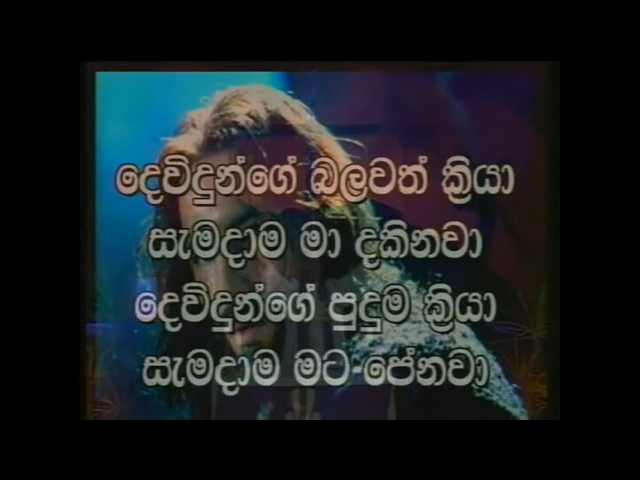 දෙවිදුන්ගේ බලවත් ක්‍රියා
සැමදාම මා දකිනවා
දෙවිදුන්ගේ පුදුම ක්‍රියා
සැමදාම මට-පේනවා